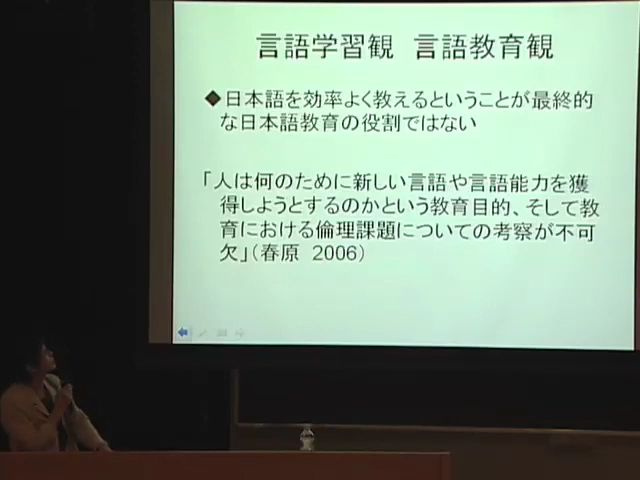 言語学習観　言語教育観
◆日本語を効率よく教えるということが最終的
な日本語教育の役割ではない
「人は何のために新しい言語や言語能力を獲
得しようとするのかという教育目的、そして教
育における倫理課題についての考察が不可
欠」（春原　2006）